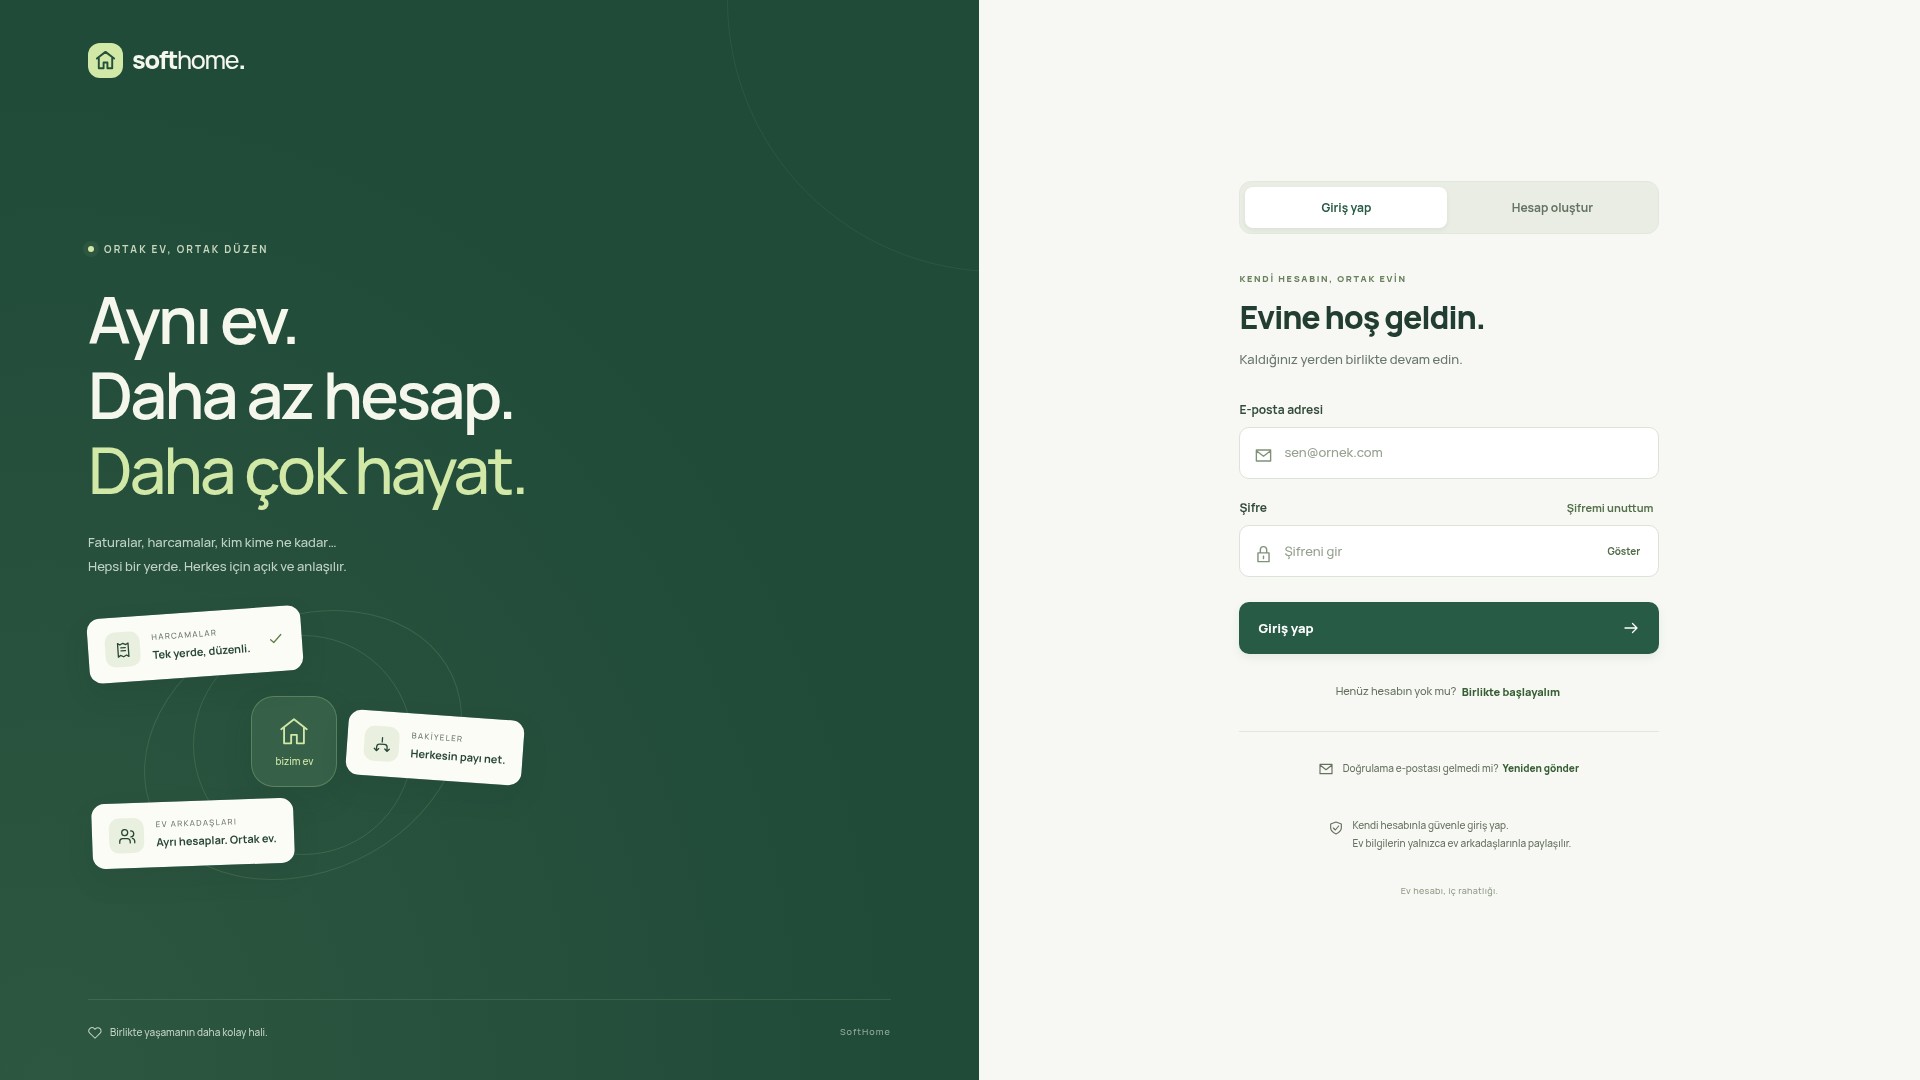 softhome.
ORTAK EV, ORTAK DÜZEN
Aynı ev.
Daha az hesap.
Daha çok hayat.
Faturalar, harcamalar, kim kime ne kadar…
Hepsi bir yerde. Herkes için açık ve anlaşılır.
HARCAMALAR
Tek yerde, düzenli.
bizim ev
BAKİYELER
Herkesin payı net.
EV ARKADAŞLARI
Ayrı hesaplar. Ortak ev.
Birlikte yaşamanın daha kolay hali.
SoftHome
Giriş yap
Hesap oluştur
KENDİ HESABIN, ORTAK EVİN
Evine hoş geldin.
Kaldığınız yerden birlikte devam edin.
E-posta adresi
sen@ornek.com
Şifre
Şifremi unuttum
Şifreni gir
Göster
Giriş yap
Henüz hesabın yok mu? Birlikte başlayalım
Doğrulama e-postası gelmedi mi? Yeniden gönder
Kendi hesabınla güvenle giriş yap.
Ev bilgilerin yalnızca ev arkadaşlarınla paylaşılır.
Ev hesabı, iç rahatlığı.